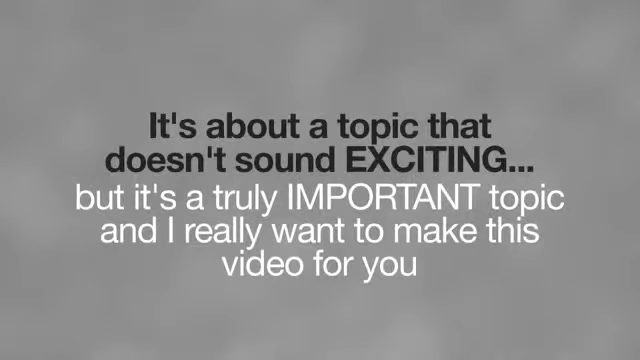 It's about a topic that
doesn't sound EXCITING...
but it's a truly IMPORTANT topic
and I really want to make this
video for you